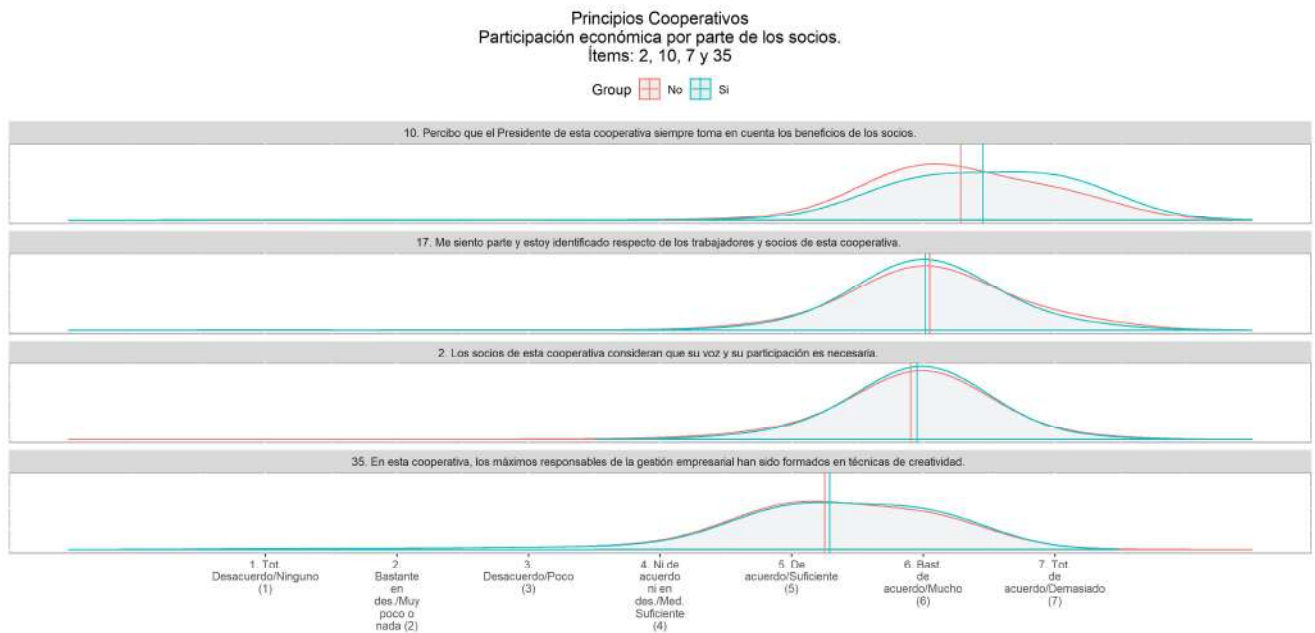 Principios Cooperativos
Participación económica por parte de los socios.
Ítems: 2, 10, 7 y 35
Group No Si
10. Percibo que el Presidente de esta cooperativa siempre toma en cuenta los beneficios de los socios.
17. Me siento parte y estoy identificado respecto de los trabajadores y socios de esta cooperativa.
2. Los socios de esta cooperativa consideran que su voz y su participación es necesaria.
35. En esta cooperativa, los máximos responsables de la gestión empresarial han sido formados en técnicas de creatividad.
1. Tot.
Desacuerdo/Ninguno
(1)
2.
Bastante
en
des./Muy
poco o
nada (2)
3.
Desacuerdo/Poco
(3)
4. Ni de
acuerdo
ni en
des./Med.
Suficiente
(4)
5. De
acuerdo/Suficiente
(5)
6. Bast.
de
acuerdo/Mucho
(6)
7. Tot.
de
acuerdo/Demasiado
(7)